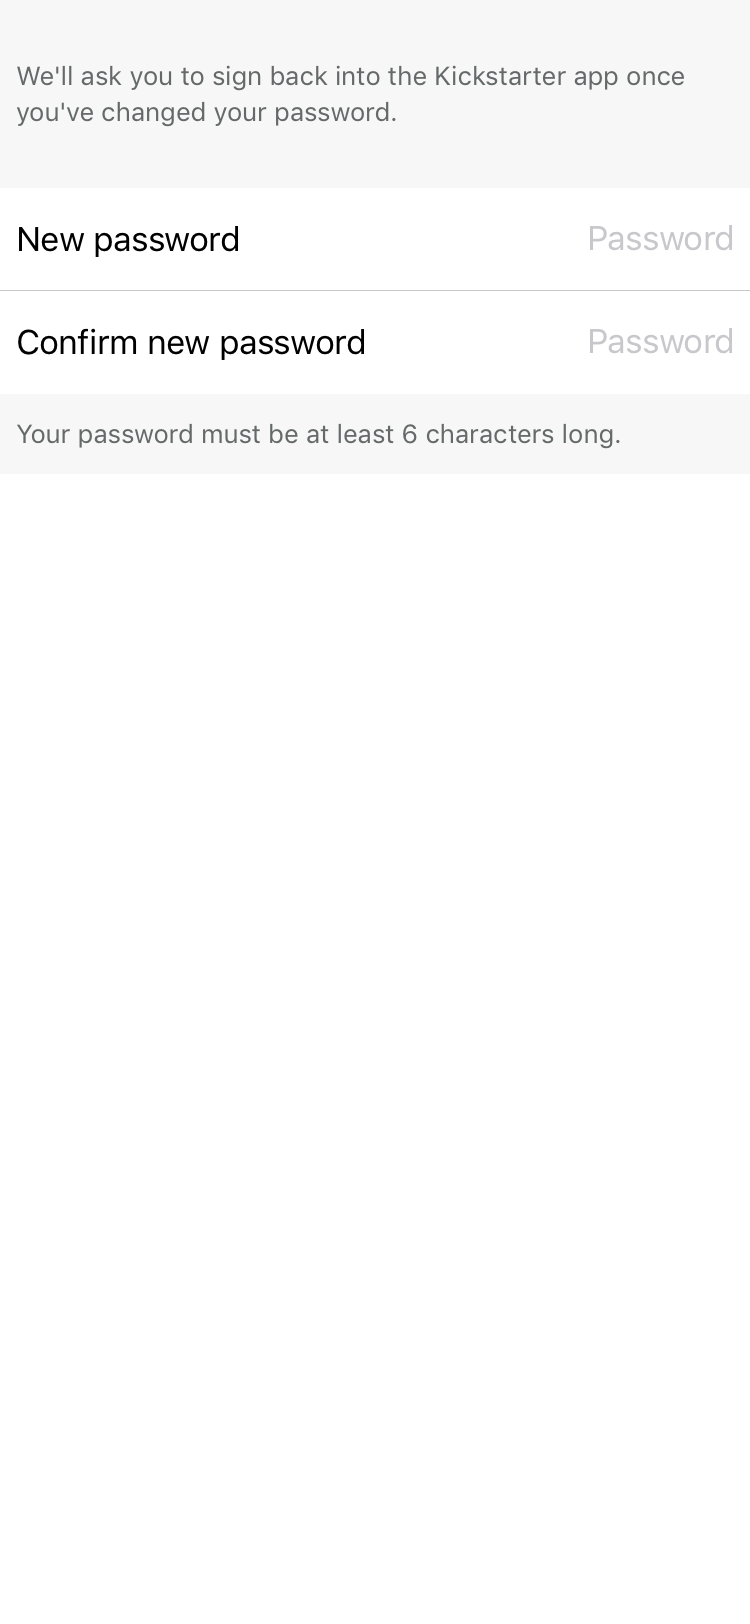 We'll ask you to sign back into the Kickstarter app once
you've changed your password.
New password Password
Confirm new password Password
Your password must be at least 6 characters long.